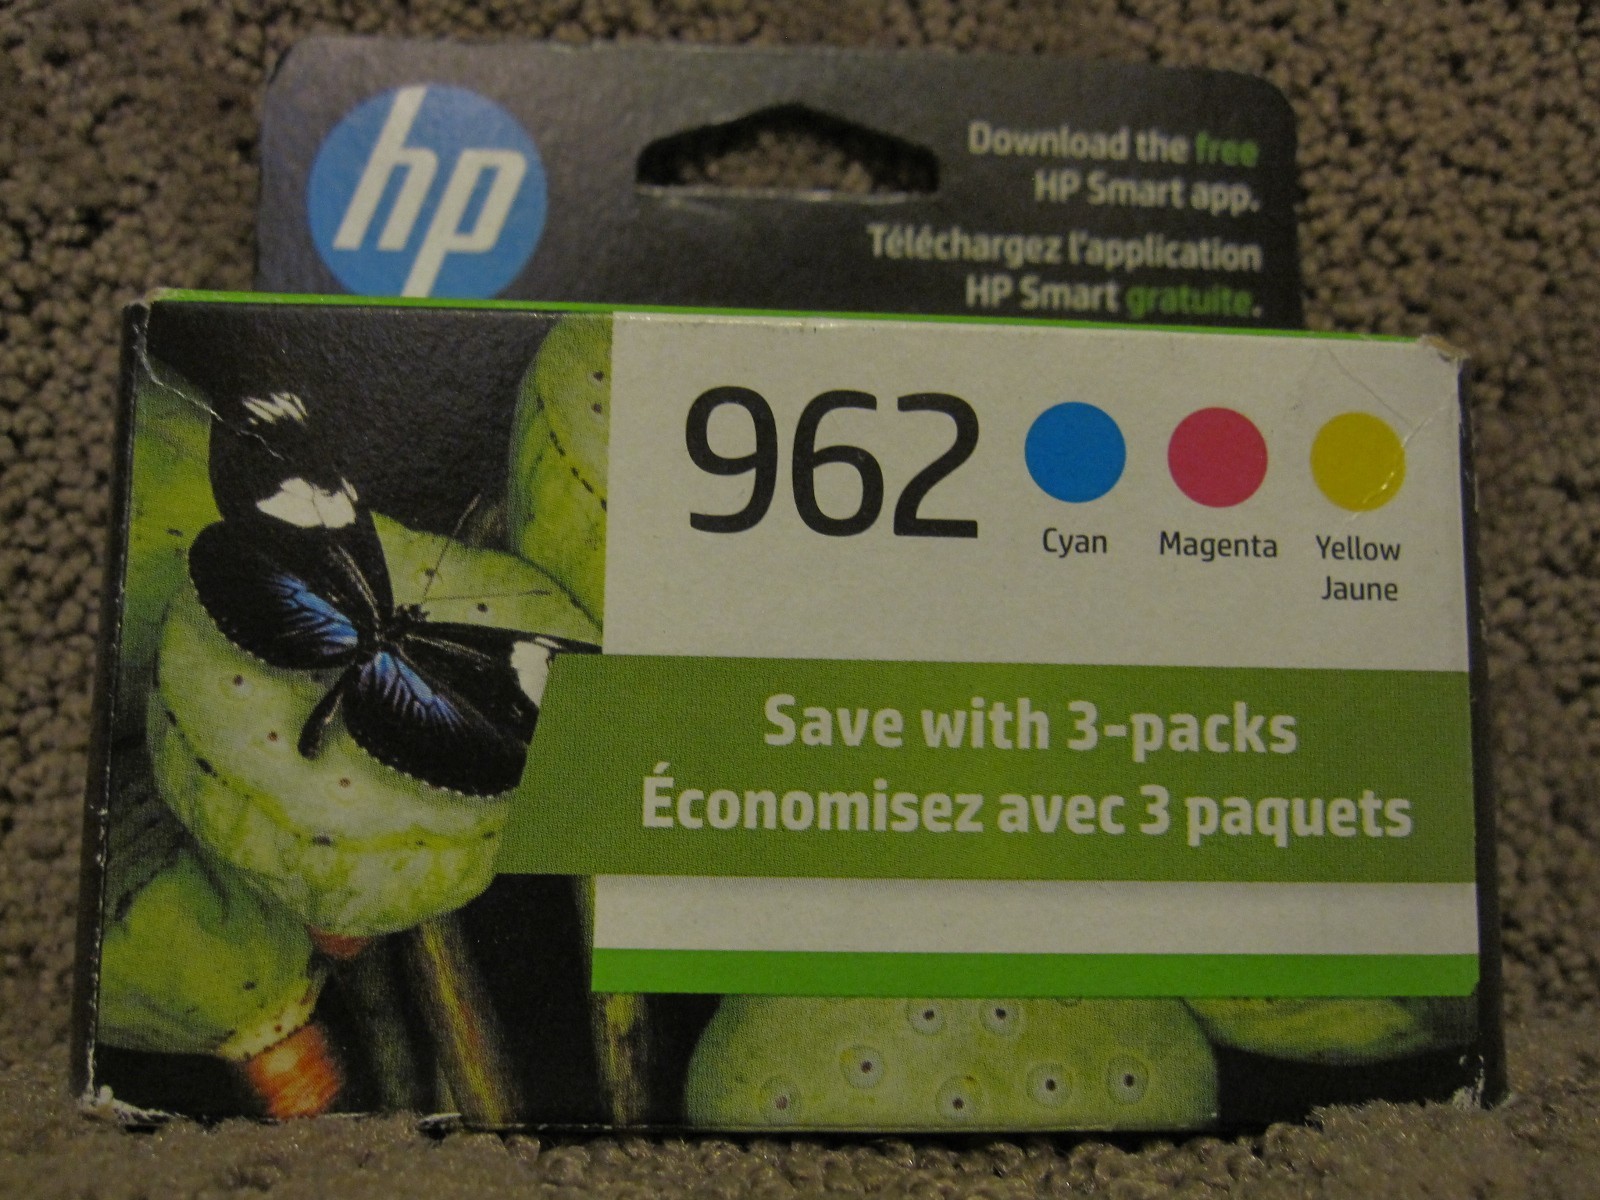 hp
Download the free
HP Smart app.
Téléchargez l'application
HP Smart gratuite.
962
Cyan
Magenta
Yellow
Jaune
Save with 3-packs
Économisez avec 3 paquets